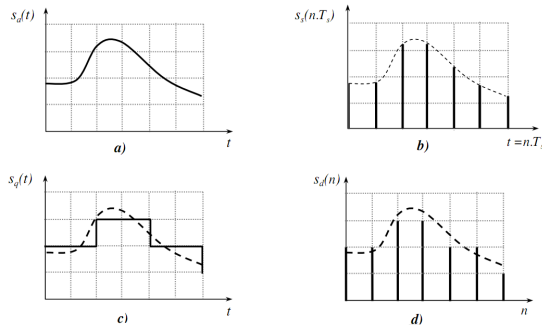 s_a(t)
t
a)
s_s(n.T_s)
t =n.T_s
b)
s_q(t)
t
c)
s_d(n)
n
d)